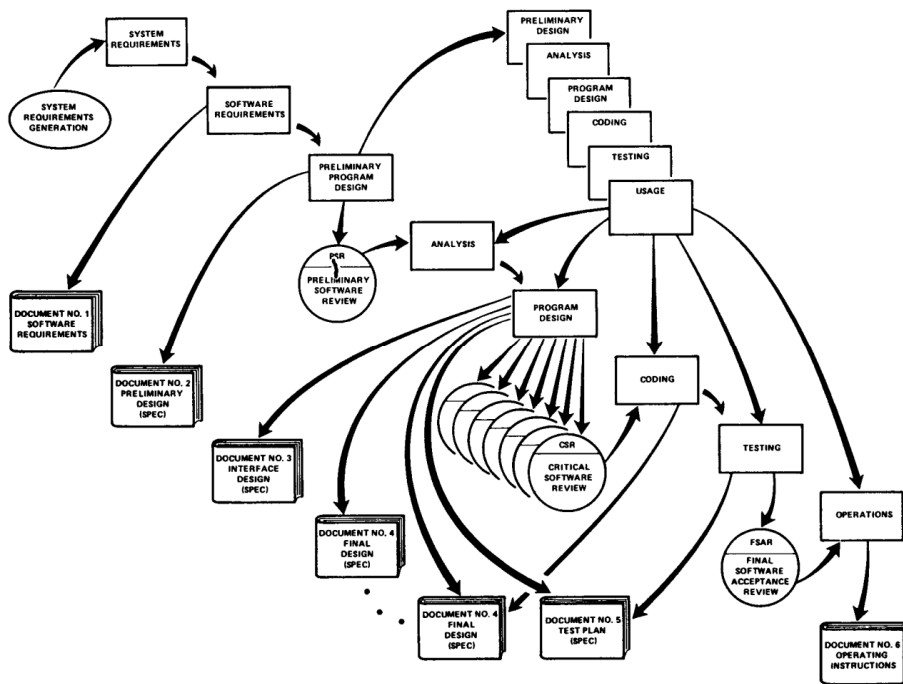 SYSTEM
REQUIREMENTS
SYSTEM
REQUIREMENTS
GENERATION
SOFTWARE
REQUIREMENTS
PRELIMINARY
PROGRAM
DESIGN
PRELIMINARY
DESIGN
ANALYSIS
PROGRAM
DESIGN
CODING
TESTING
USAGE
PSR
PRELIMINARY
SOFTWARE
REVIEW
ANALYSIS
PROGRAM
DESIGN
DOCUMENT NO. 1
SOFTWARE
REQUIREMENTS
DOCUMENT NO. 2
PRELIMINARY
DESIGN
(SPEC)
DOCUMENT NO. 3
INTERFACE
DESIGN
(SPEC)
DOCUMENT NO. 4
FINAL
DESIGN
(SPEC)
DOCUMENT NO. 4
FINAL
DESIGN
(SPEC)
DOCUMENT NO. 5
TEST PLAN
(SPEC)
CSR
CRITICAL
SOFTWARE
REVIEW
CODING
TESTING
FSAR
FINAL
SOFTWARE
ACCEPTANCE
REVIEW
OPERATIONS
DOCUMENT NO. 6
OPERATING
INSTRUCTIONS